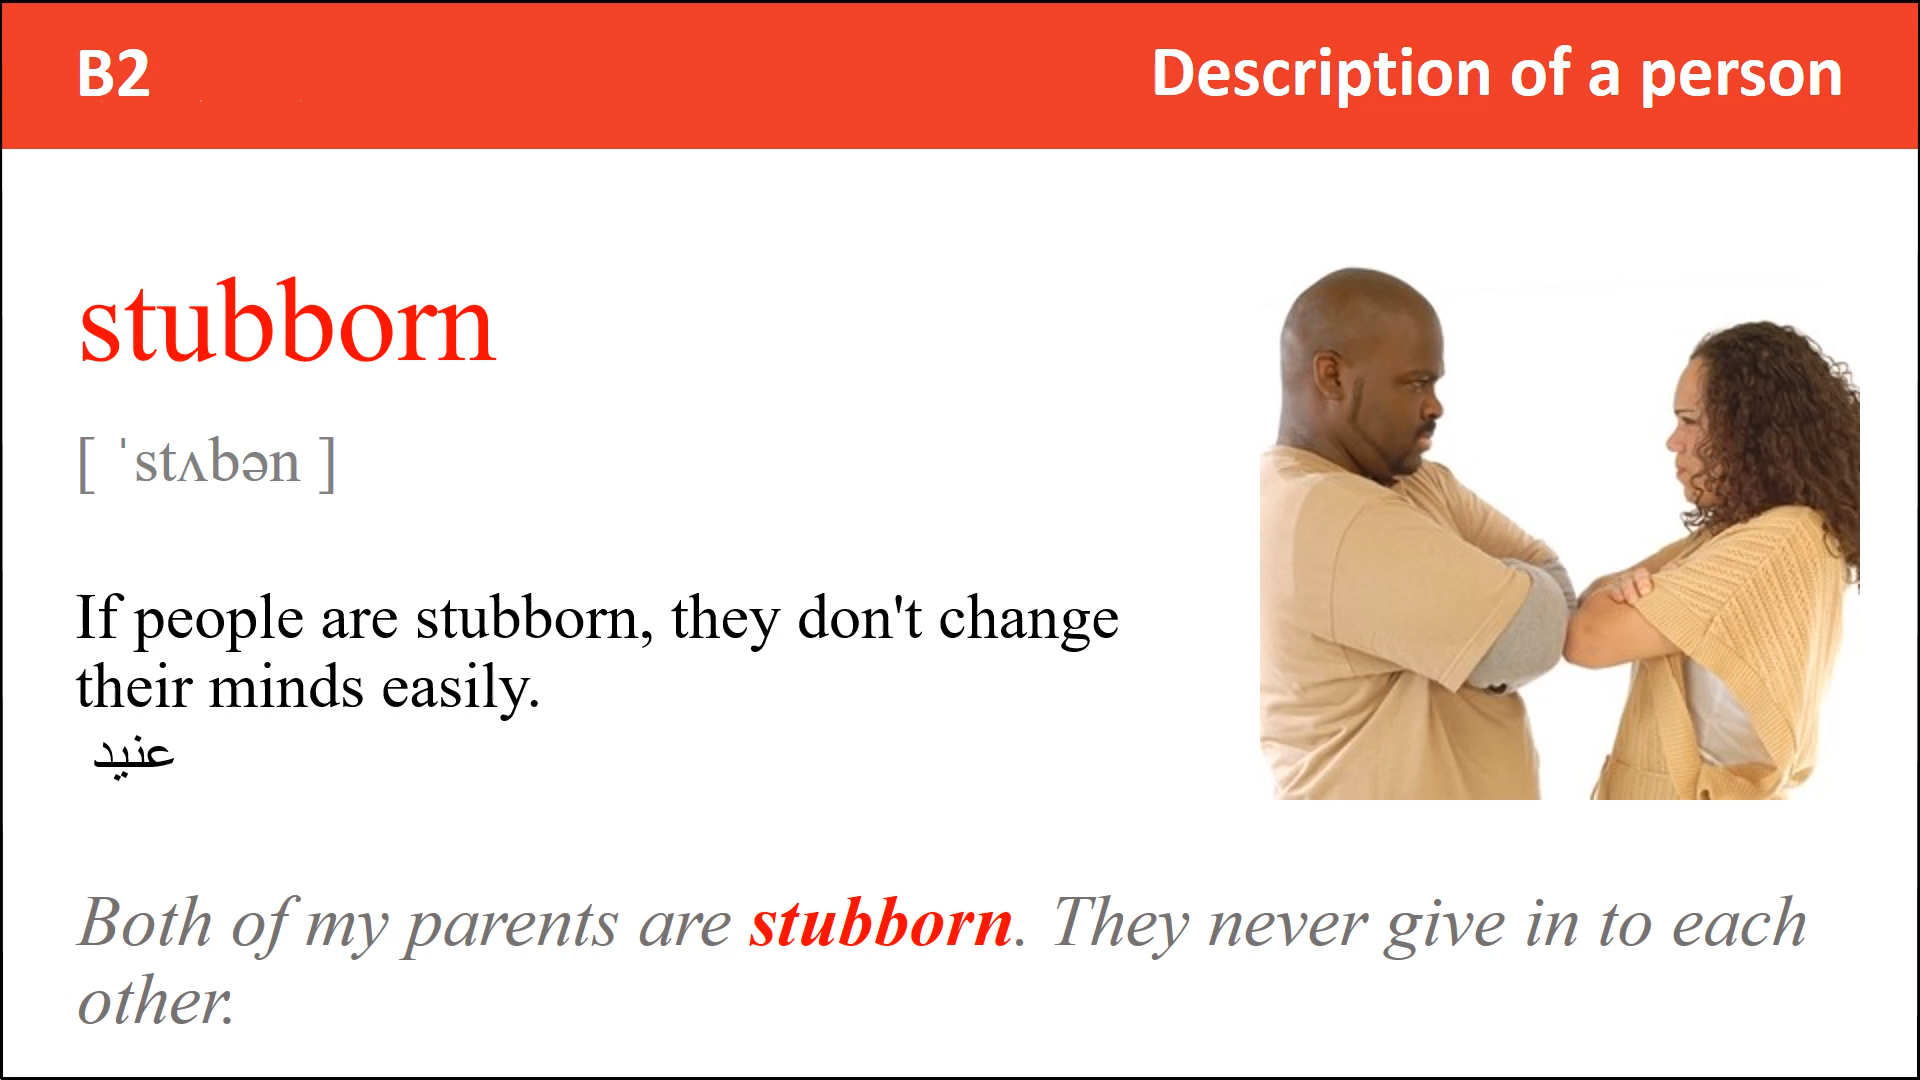 B2
Description of a person
stubborn
[ ˈstʌbən ]
If people are stubborn, they don't change
their minds easily.
عنيد
Both of my parents are stubborn. They never give in to each
other.